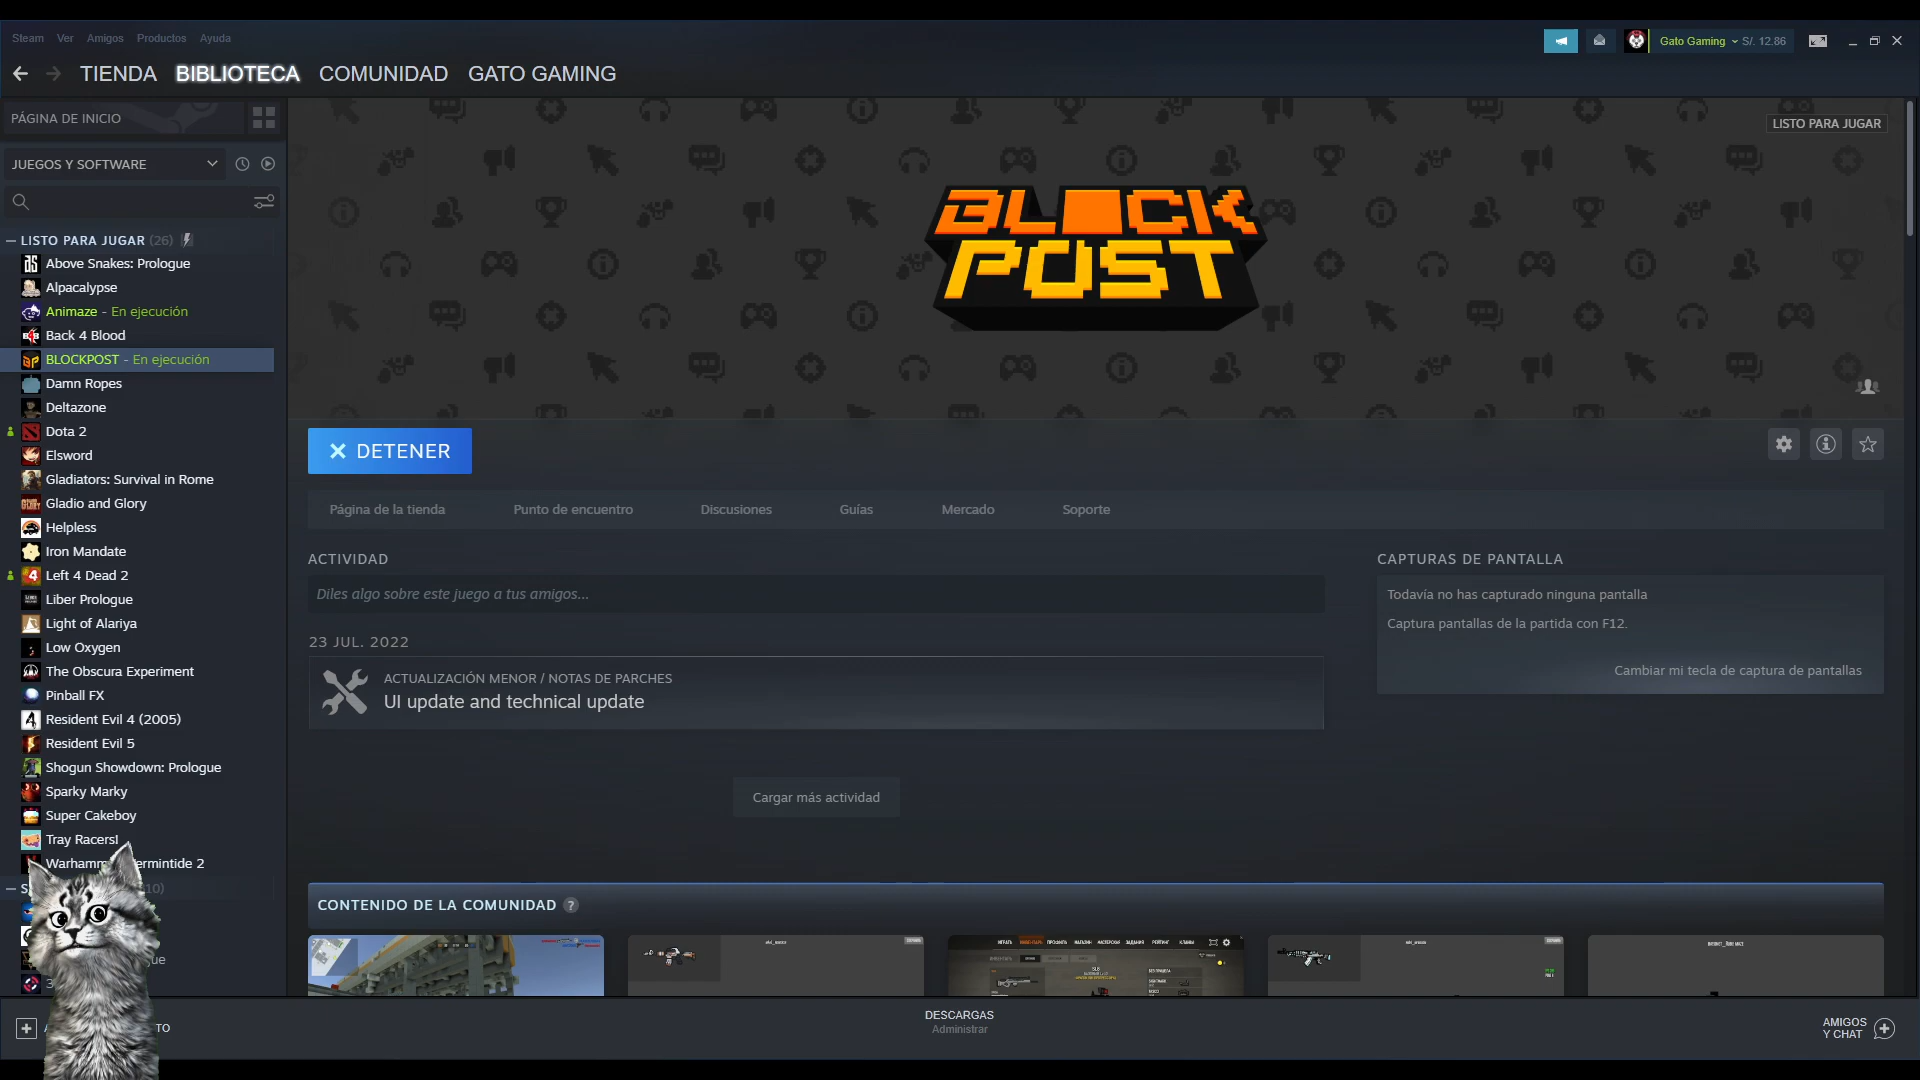 Steam Ver Amigos Productos Ayuda
Gato Gaming S/. 12.86
TIENDA BIBLIOTECA COMUNIDAD GATO GAMING
PÁGINA DE INICIO
JUEGOS Y SOFTWARE
LISTO PARA JUGAR (26)
Above Snakes: Prologue
Alpacalypse
Animaze - En ejecución
Back 4 Blood
BLOCKPOST - En ejecución
Damn Ropes
Deltazone
Dota 2
Elsword
Gladiators: Survival in Rome
Gladio and Glory
Helpless
Iron Mandate
Left 4 Dead 2
Liber Prologue
Light of Alariya
Low Oxygen
The Obscura Experiment
Pinball FX
Resident Evil 4 (2005)
Resident Evil 5
Shogun Showdown: Prologue
Sparky Marky
Super Cakeboy
Tray Racers!
2
LISTO PARA JUGAR
BLOCK
POST
DETENER
Página de la tienda Punto de encuentro Discusiones Guías Mercado Soporte
ACTIVIDAD
Diles algo sobre este juego a tus amigos...
23 JUL. 2022
ACTUALIZACIÓN MENOR / NOTAS DE PARCHES
UI update and technical update
Cargar más actividad
CAPTURAS DE PANTALLA
Todavía no has capturado ninguna pantalla
Captura pantallas de la partida con F12.
Cambiar mi tecla de captura de pantallas
CONTENIDO DE LA COMUNIDAD ?
DESCARGAS
Administrar
AMIGOS
Y CHAT